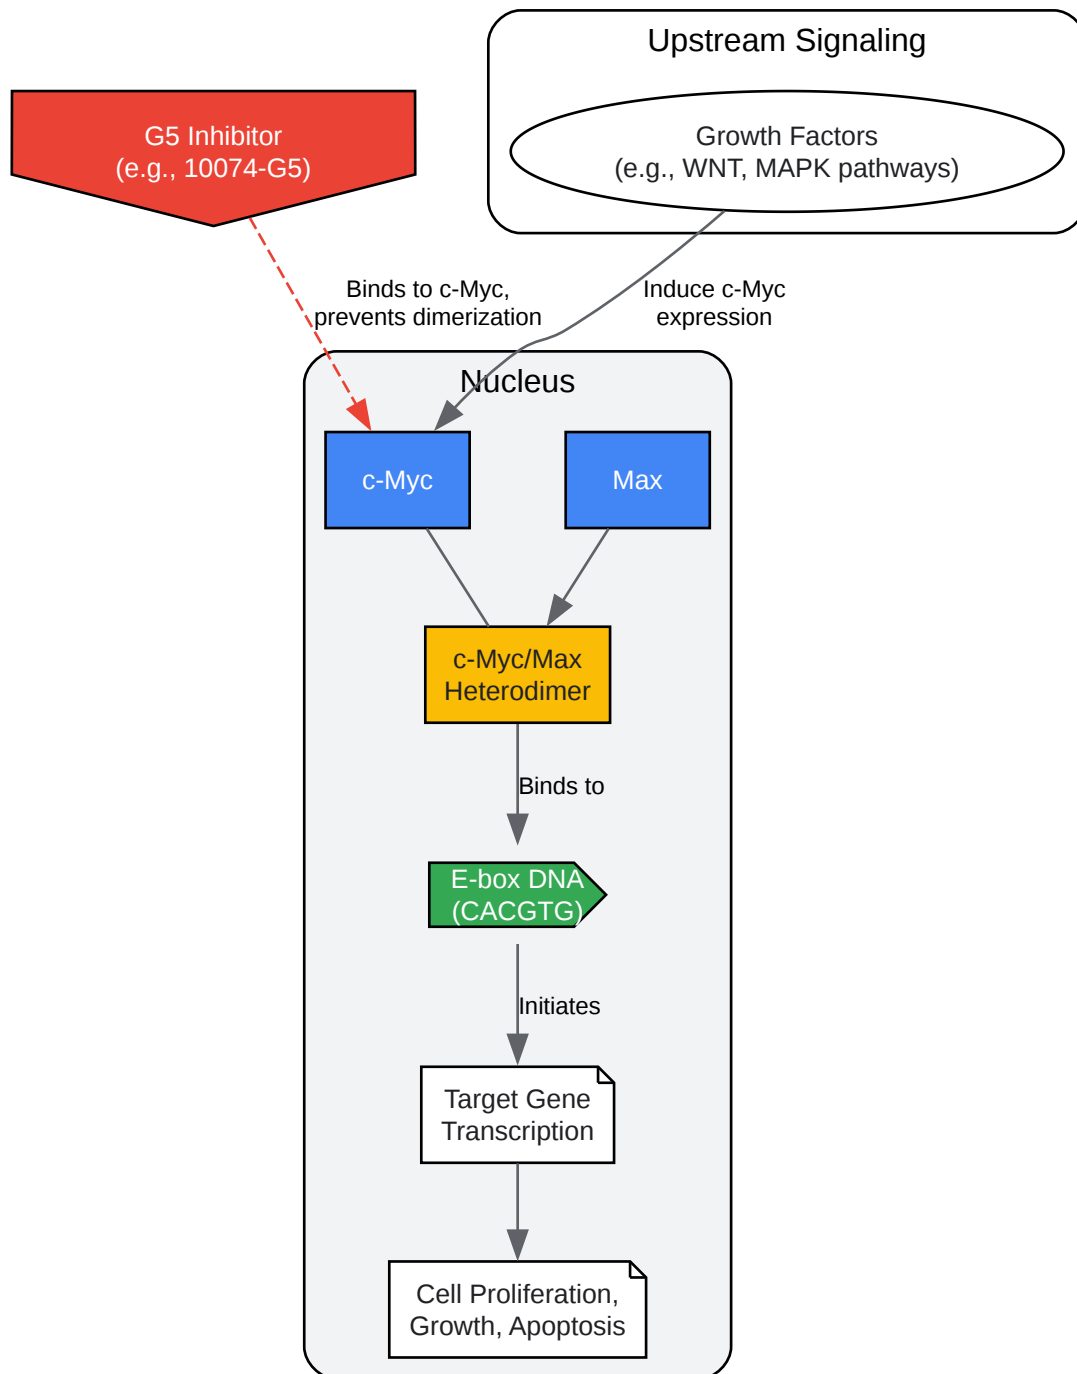 Upstream Signaling
G5 Inhibitor
(e.g., 10074-G5)
Growth Factors
(e.g., WNT, MAPK pathways)
Binds to c-Myc,
prevents dimerization
Induce c-Myc
expression
Nucleus
c-Myc
Max
c-Myc/Max
Heterodimer
Binds to
E-box DNA
(CACGTG)
Initiates
Target Gene
Transcription
Cell Proliferation,
Growth, Apoptosis